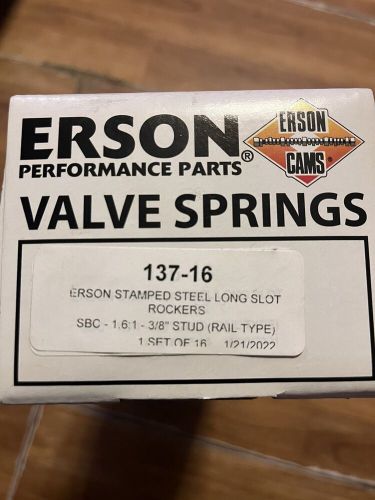 ERSON®
PERFORMANCE PARTS
ERSON
CAMS®
VALVE SPRINGS
137-16
ERSON STAMPED STEEL LONG SLOT
ROCKERS
SBC - 1.6:1 - 3/8" STUD (RAIL TYPE)
1 SET OF 16 1/21/2022